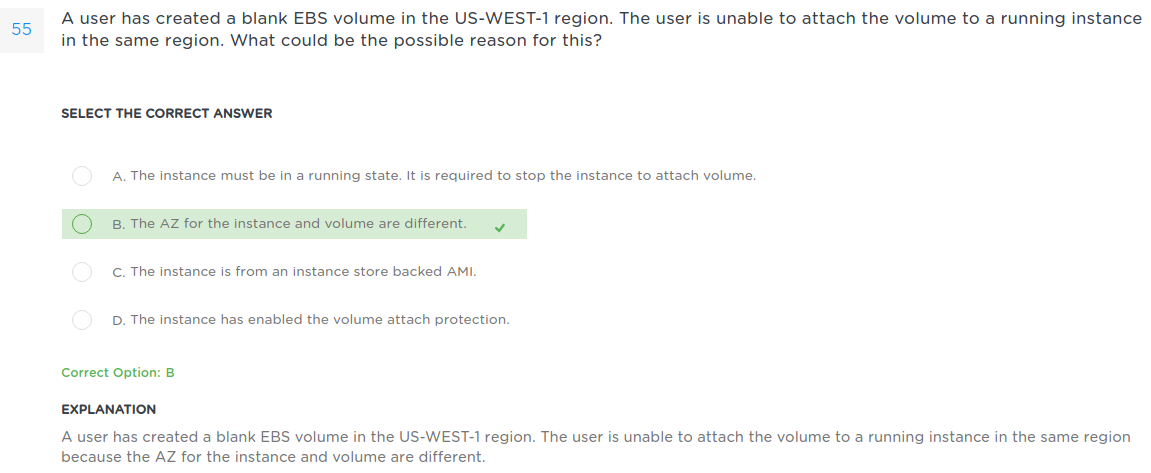 55
A user has created a blank EBS volume in the US-WEST-1 region. The user is unable to attach the volume to a running instance
in the same region. What could be the possible reason for this?
SELECT THE CORRECT ANSWER
A. The instance must be in a running state. It is required to stop the instance to attach volume.
B. The AZ for the instance and volume are different.
C. The instance is from an instance store backed AMI.
D. The instance has enabled the volume attach protection.
Correct Option: B
EXPLANATION
A user has created a blank EBS volume in the US-WEST-1 region. The user is unable to attach the volume to a running instance in the same region
because the AZ for the instance and volume are different.